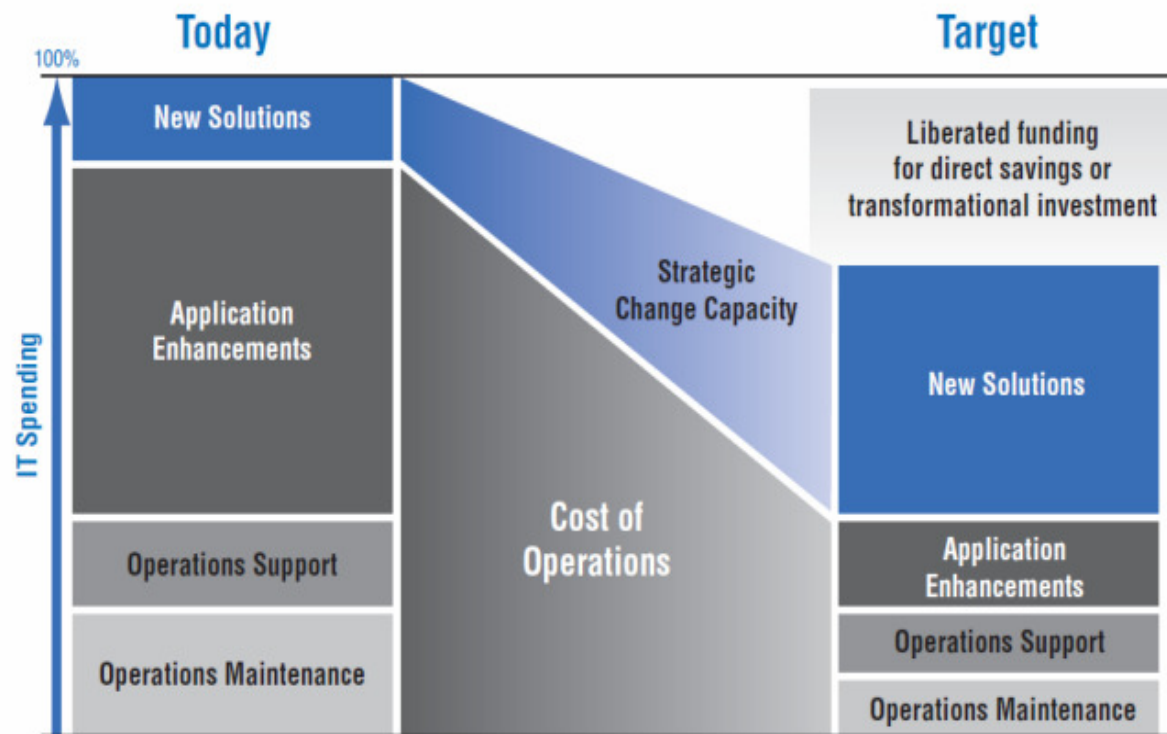 Today
Target
100%
IT Spending
New Solutions
Application
Enhancements
Operations Support
Operations Maintenance
Strategic
Change Capacity
Cost of
Operations
Liberated funding
for direct savings or
transformational investment
New Solutions
Application
Enhancements
Operations Support
Operations Maintenance